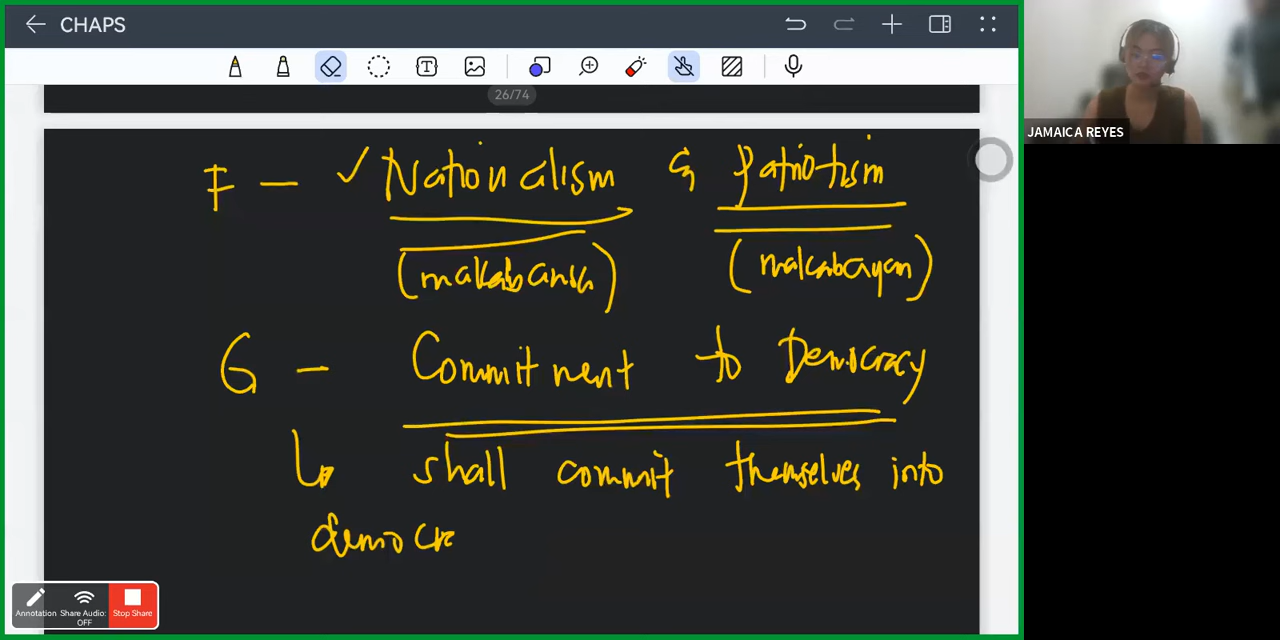 CHAPS
26/74
JAMAICA REYES
F - ✓ Nationalism & Patriotism
(makabansa) (makabayan)
G - Commitment to Democracy
↳ shall commit themselves into
democra
Annotation Share Audio: OFF Stop Share